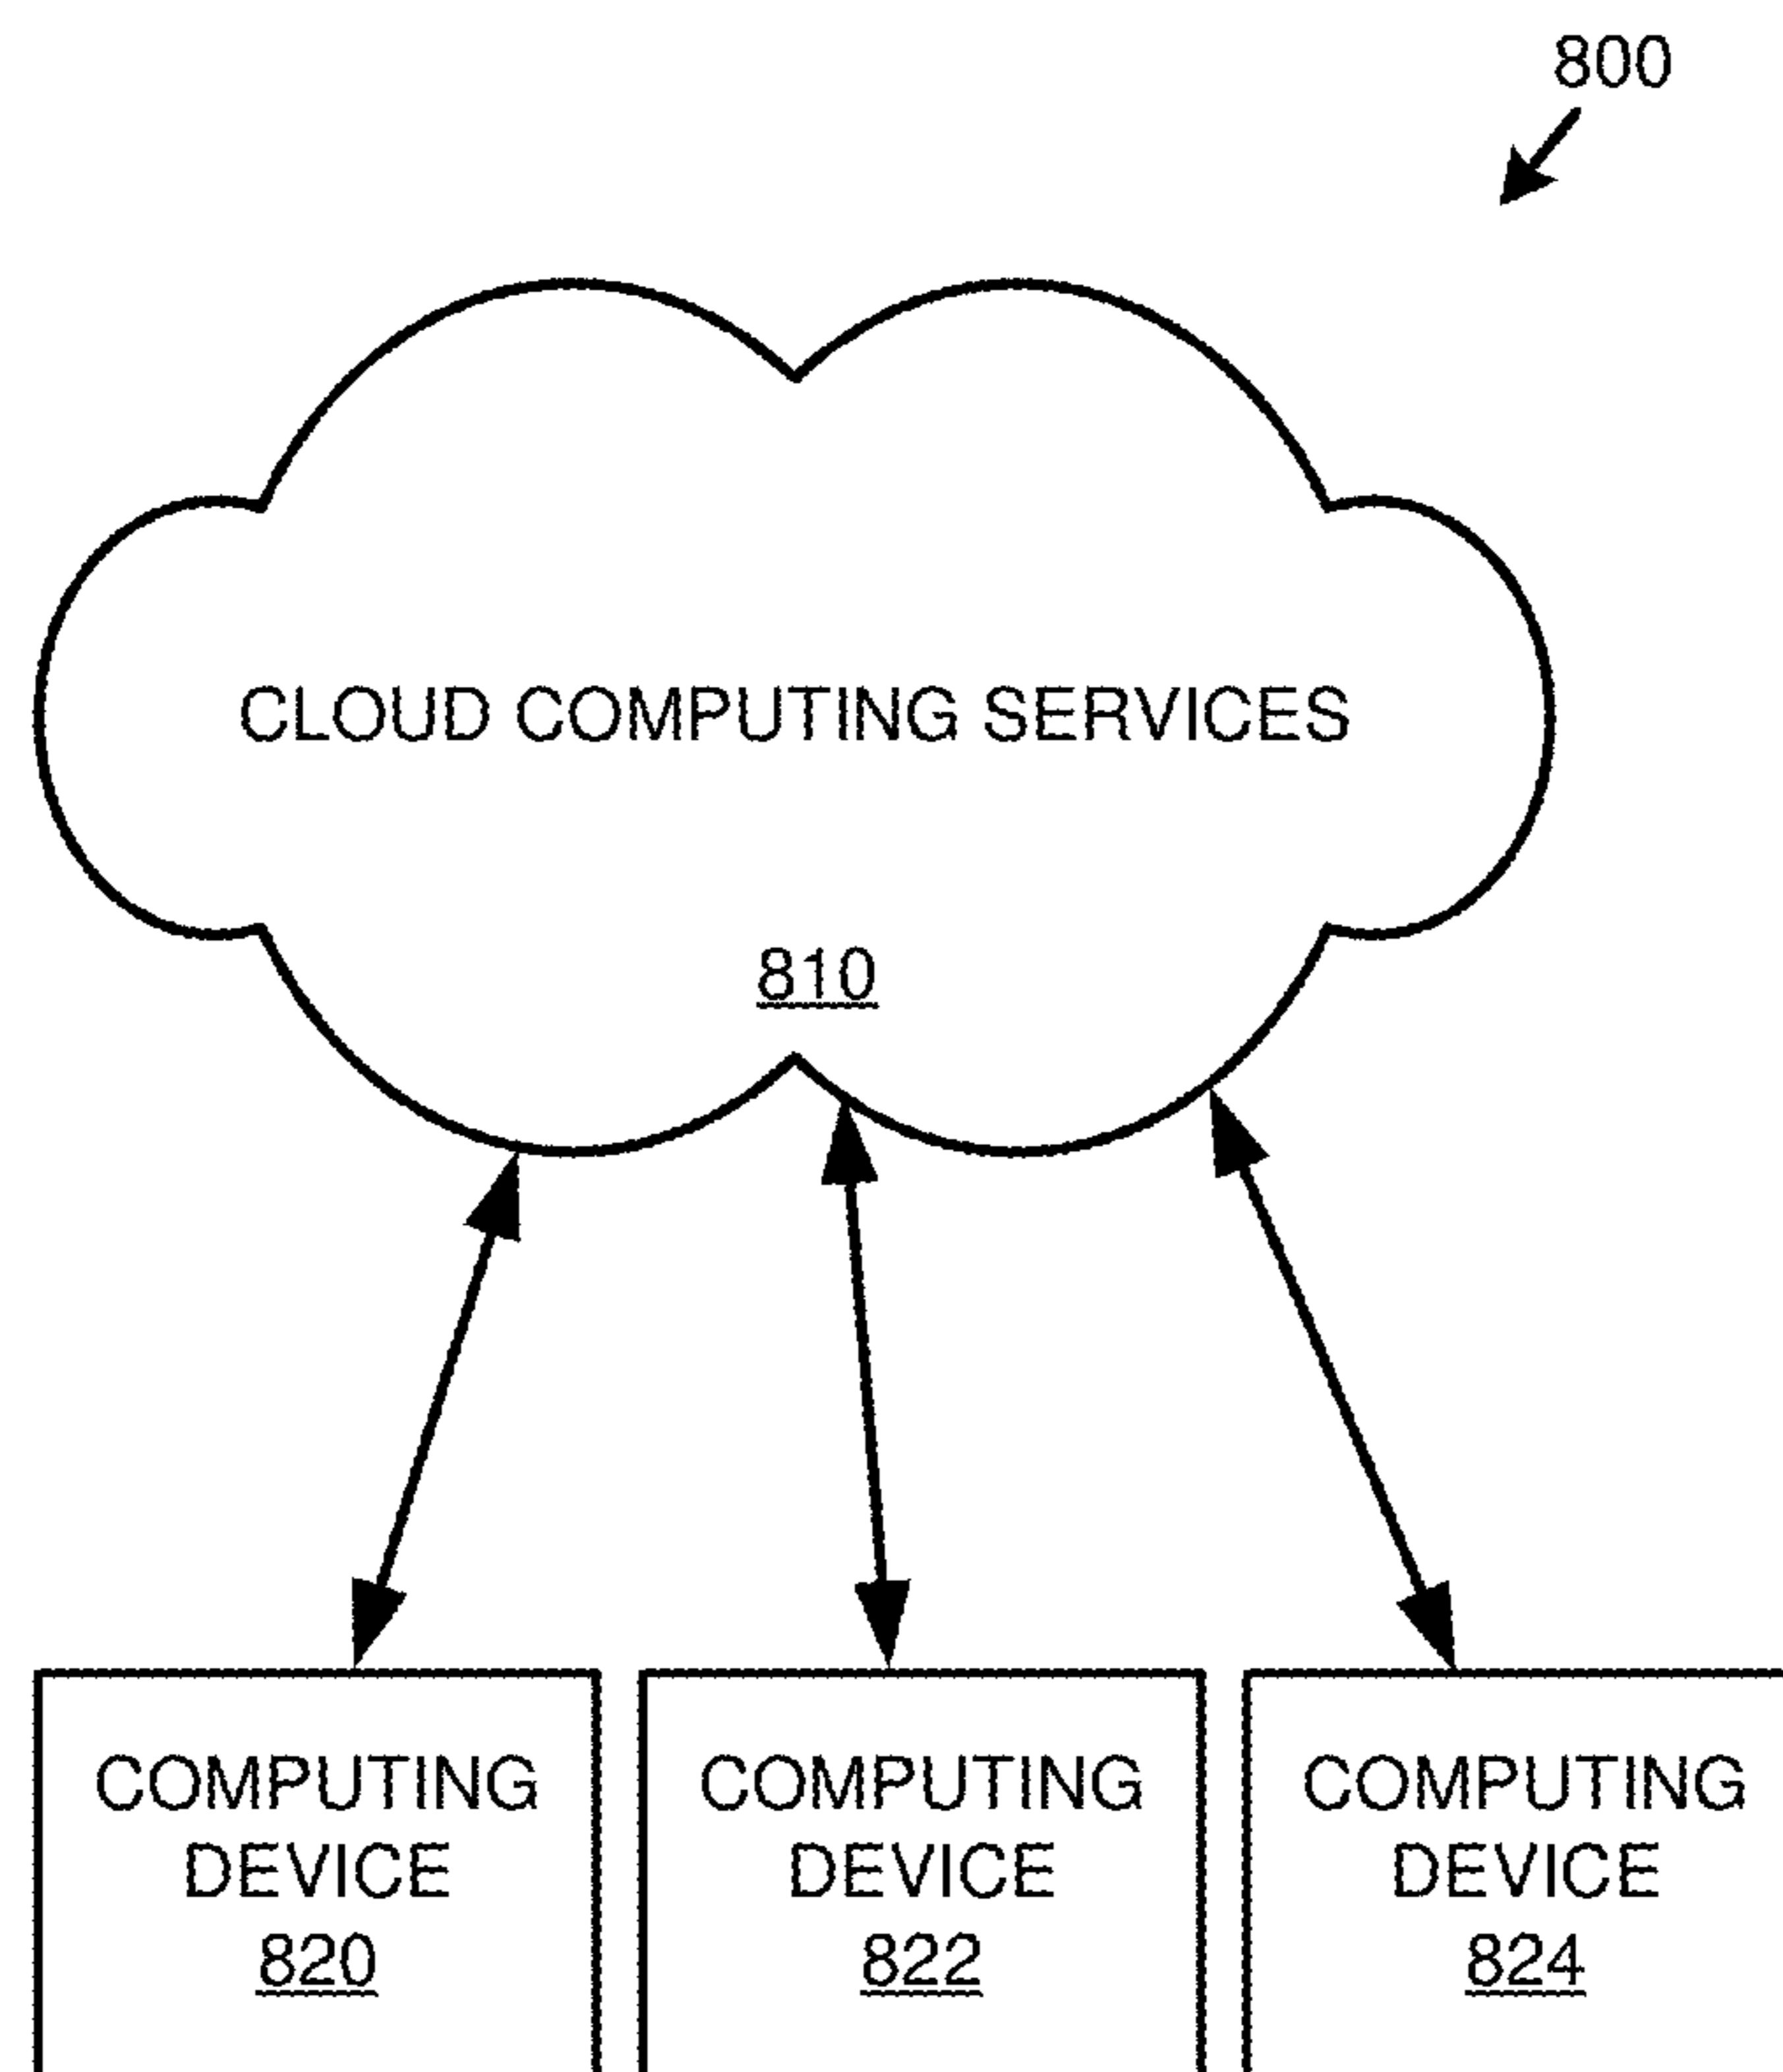 800
CLOUD COMPUTING SERVICES
810
COMPUTING
DEVICE
820
COMPUTING
DEVICE
822
COMPUTING
DEVICE
824